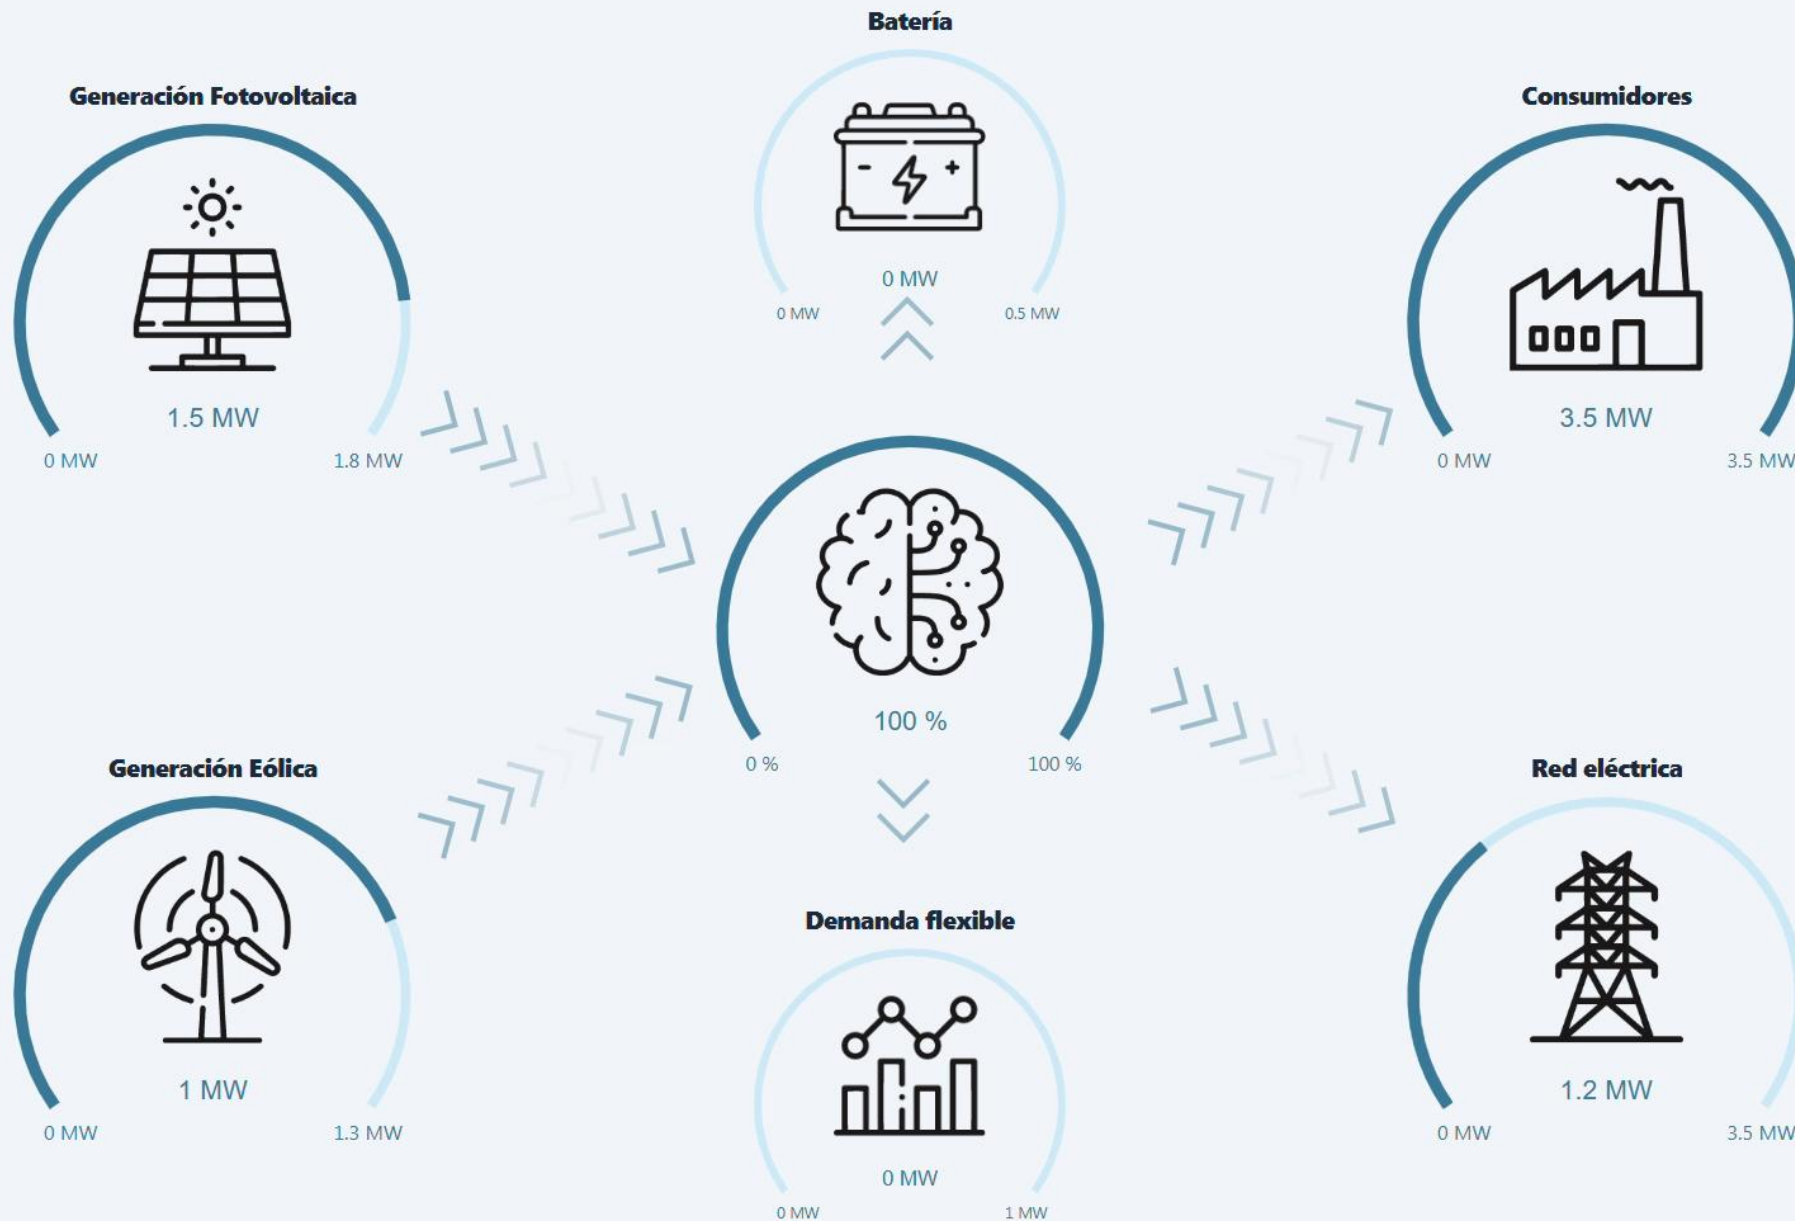 Batería
0 MW
0 MW
0.5 MW
Generación Fotovoltaica
1.5 MW
0 MW
1.8 MW
Consumidores
3.5 MW
0 MW
3.5 MW
- +
100 %
0 %
100 %
Generación Eólica
1 MW
0 MW
1.3 MW
Demanda flexible
0 MW
0 MW
1 MW
Red eléctrica
1.2 MW
0 MW
3.5 MW